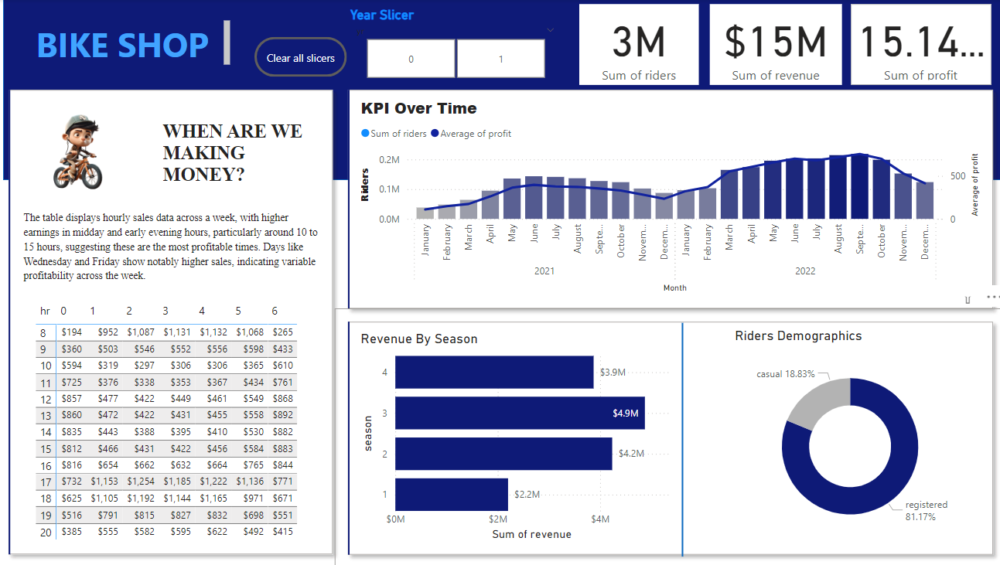 BIKE SHOP
Clear all slicers
Year Slicer
0 1
3M
Sum of riders
$15M
Sum of revenue
15.14...
Sum of profit
WHEN ARE WE
MAKING
MONEY?
The table displays hourly sales data across a week, with higher
earnings in midday and early evening hours, particularly around 10 to
15 hours, suggesting these are the most profitable times. Days like
Wednesday and Friday show notably higher sales, indicating variable
profitability across the week.
hr 0 1 2 3 4 5 6
8 $194 $952 $1,087 $1,131 $1,132 $1,068 $265
9 $360 $503 $546 $552 $556 $598 $433
10 $594 $319 $297 $306 $306 $365 $610
11 $725 $376 $338 $353 $367 $434 $761
12 $857 $477 $422 $449 $461 $549 $868
13 $860 $472 $422 $431 $455 $558 $892
14 $835 $443 $388 $395 $410 $530 $882
15 $812 $466 $431 $422 $456 $584 $883
16 $816 $654 $662 $632 $664 $765 $844
17 $732 $1,153 $1,254 $1,185 $1,222 $1,136 $771
18 $625 $1,105 $1,192 $1,144 $1,165 $971 $671
19 $516 $791 $815 $827 $832 $698 $551
20 $385 $555 $582 $595 $622 $492 $415
KPI Over Time
Sum of riders Average of profit
Riders
0.2M
0.1M
0.0M
500
0
Average of profit
January February March April May June July August Septe... October Novem... Decem... January February March April May June July August Septe... October Novem... Decem...
2021 2022
Month
Revenue By Season
season
4 $3.9M
3 $4.9M
2 $4.2M
1 $2.2M
$0M $2M $4M
Sum of revenue
Riders Demographics
casual 18.83%
registered
81.17%